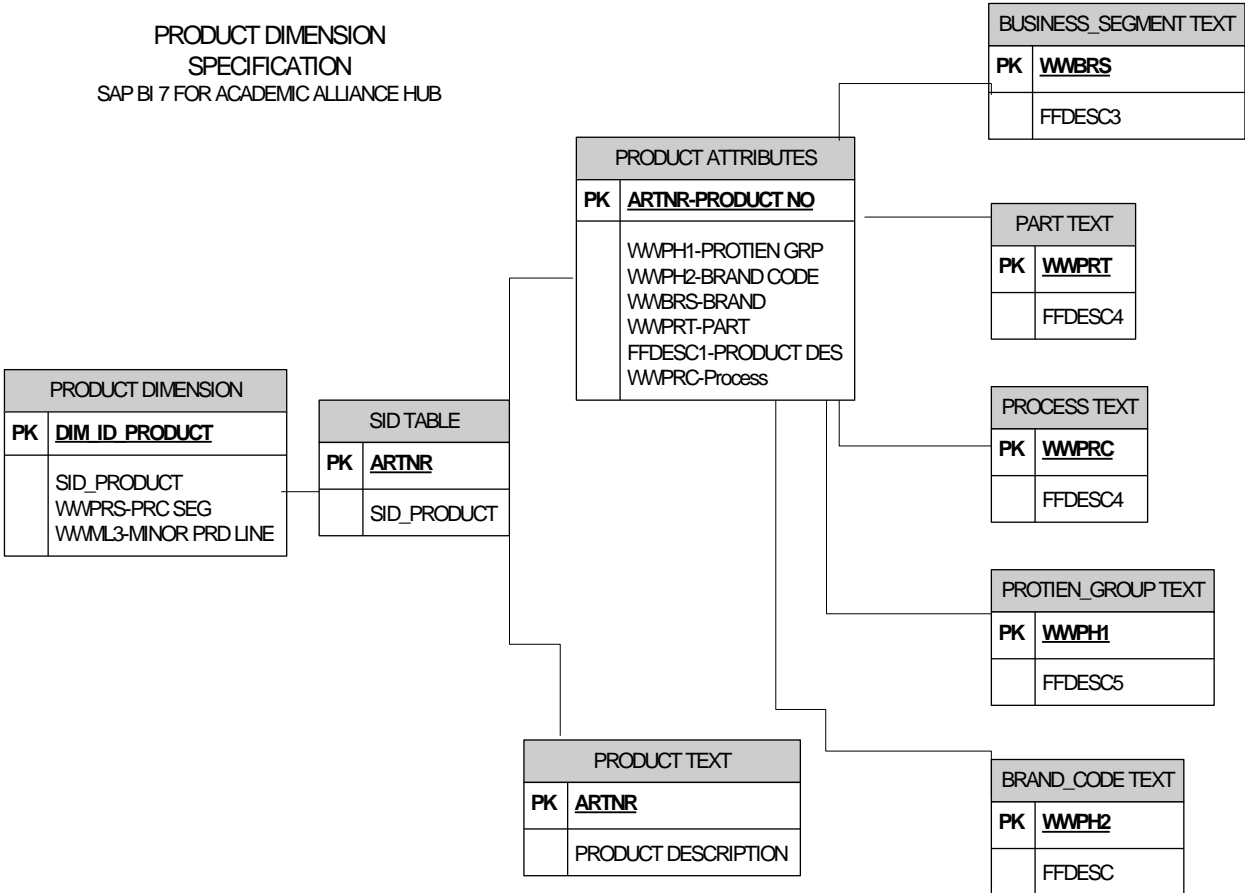 PRODUCT DIMENSION
SPECIFICATION
SAP BI 7 FOR ACADEMIC ALLIANCE HUB
BUSINESS_SEGMENT TEXT
PK WWBRS
FFDESC3
PRODUCT ATTRIBUTES
PK ARTNR-PRODUCT NO
WWPH1-PROTIEN GRP
WWPH2-BRAND CODE
WWBRS-BRAND
WWPRT-PART
FFDESC1-PRODUCT DES
WWPRC-Process
PART TEXT
PK WWPRT
FFDESC4
PRODUCT DIMENSION
PK DIM_ID_PRODUCT
SID_PRODUCT
WWPRS-PRC SEG
WWML3-MINOR PRD LINE
SID TABLE
PK ARTNR
SID_PRODUCT
PROCESS TEXT
PK WWPRC
FFDESC4
PROTIEN_GROUP TEXT
PK WWPH1
FFDESC5
PRODUCT TEXT
PK ARTNR
PRODUCT DESCRIPTION
BRAND_CODE TEXT
PK WWPH2
FFDESC